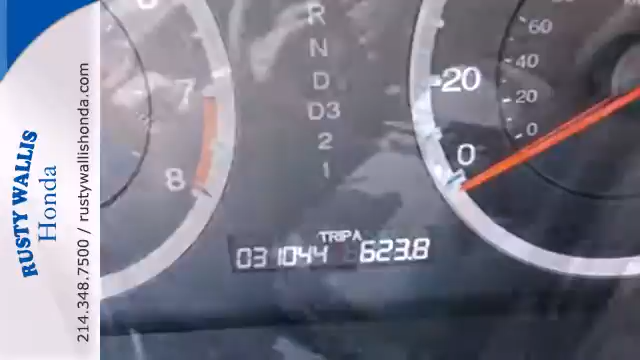 RUSTY WALLIS
Honda
214.348.7500 / rustywallishonda.com
7
8
R
N
D
D3
2
1
TRIP A
031044 623.8
60
40
20
0
20
0